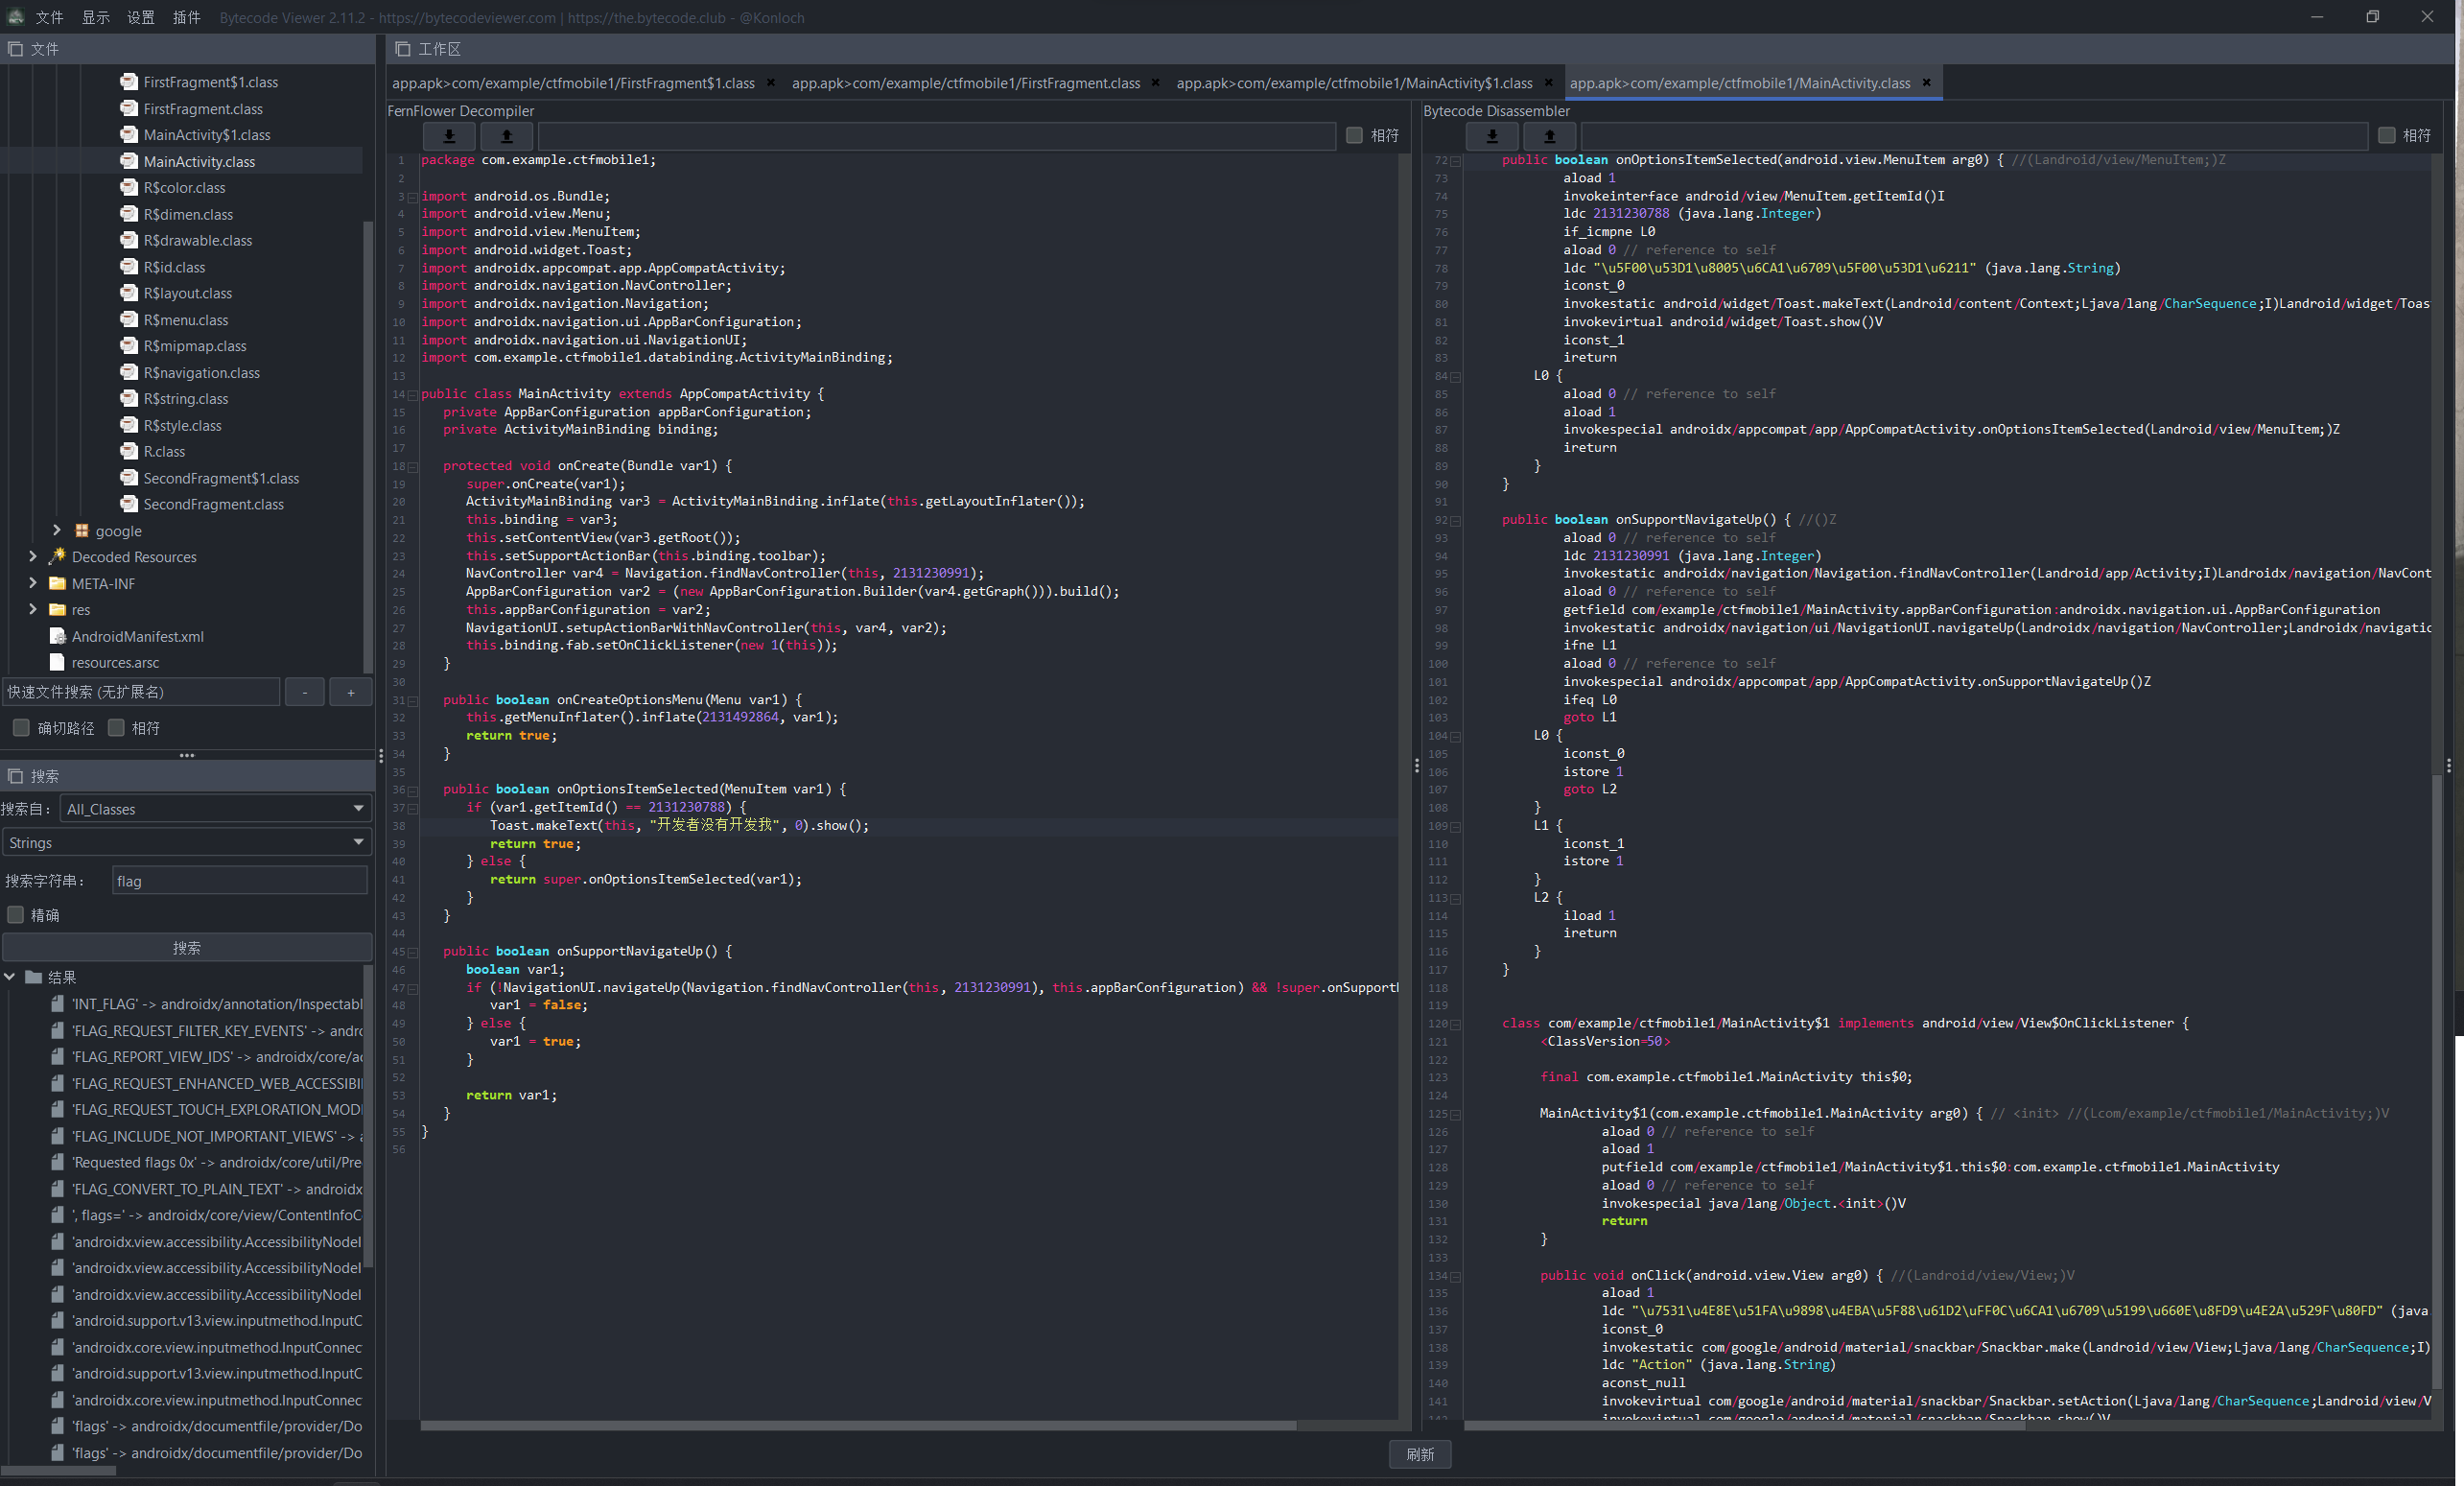 文件 显示 设置 插件 Bytecode Viewer 2.11.2 - https://bytecodeviewer.com | https://the.bytecode.club - @Konloch
文件
FirstFragment$1.class
FirstFragment.class
MainActivity$1.class
MainActivity.class
R$color.class
R$dimen.class
R$drawable.class
R$id.class
R$layout.class
R$menu.class
R$mipmap.class
R$navigation.class
R$string.class
R$style.class
R.class
SecondFragment$1.class
SecondFragment.class
google
Decoded Resources
META-INF
res
AndroidManifest.xml
resources.arsc
快速文件搜索 (无扩展名) - +
确切路径 相符
搜索
搜索自： All_Classes
Strings
搜索字符串： flag
精确
搜索
结果
'INT_FLAG' -> androidx/annotation/Inspectabl
'FLAG_REQUEST_FILTER_KEY_EVENTS' -> andro
'FLAG_REPORT_VIEW_IDS' -> androidx/core/ac
'FLAG_REQUEST_ENHANCED_WEB_ACCESSIBI
'FLAG_REQUEST_TOUCH_EXPLORATION_MODE
'FLAG_INCLUDE_NOT_IMPORTANT_VIEWS' -> a
'Requested flags 0x' -> androidx/core/util/Pre
'FLAG_CONVERT_TO_PLAIN_TEXT' -> androidx
', flags=' -> androidx/core/view/ContentInfoC
'androidx.view.accessibility.AccessibilityNodeI
'androidx.view.accessibility.AccessibilityNodeI
'androidx.view.accessibility.AccessibilityNodeI
'android.support.v13.view.inputmethod.InputC
'androidx.core.view.inputmethod.InputConnec
'android.support.v13.view.inputmethod.InputC
'androidx.core.view.inputmethod.InputConnec
'flags' -> androidx/documentfile/provider/Do
'flags' -> androidx/documentfile/provider/Do
工作区
app.apk>com/example/ctfmobile1/FirstFragment$1.class app.apk>com/example/ctfmobile1/FirstFragment.class app.apk>com/example/ctfmobile1/MainActivity$1.class app.apk>com/example/ctfmobile1/MainActivity.class
FernFlower Decompiler
相符
1 package com.example.ctfmobile1;
2
3 import android.os.Bundle;
4 import android.view.Menu;
5 import android.view.MenuItem;
6 import android.widget.Toast;
7 import androidx.appcompat.app.AppCompatActivity;
8 import androidx.navigation.NavController;
9 import androidx.navigation.Navigation;
10 import androidx.navigation.ui.AppBarConfiguration;
11 import androidx.navigation.ui.NavigationUI;
12 import com.example.ctfmobile1.databinding.ActivityMainBinding;
13
14 public class MainActivity extends AppCompatActivity {
15 private AppBarConfiguration appBarConfiguration;
16 private ActivityMainBinding binding;
17
18 protected void onCreate(Bundle var1) {
19 super.onCreate(var1);
20 ActivityMainBinding var3 = ActivityMainBinding.inflate(this.getLayoutInflater());
21 this.binding = var3;
22 this.setContentView(var3.getRoot());
23 this.setSupportActionBar(this.binding.toolbar);
24 NavController var4 = Navigation.findNavController(this, 2131230991);
25 AppBarConfiguration var2 = (new AppBarConfiguration.Builder(var4.getGraph())).build();
26 this.appBarConfiguration = var2;
27 NavigationUI.setupActionBarWithNavController(this, var4, var2);
28 this.binding.fab.setOnClickListener(new 1(this));
29 }
30
31 public boolean onCreateOptionsMenu(Menu var1) {
32 this.getMenuInflater().inflate(2131492864, var1);
33 return true;
34 }
35
36 public boolean onOptionsItemSelected(MenuItem var1) {
37 if (var1.getItemId() == 2131230788) {
38 Toast.makeText(this, "开发者没有开发我", 0).show();
39 return true;
40 } else {
41 return super.onOptionsItemSelected(var1);
42 }
43 }
44
45 public boolean onSupportNavigateUp() {
46 boolean var1;
47 if (!NavigationUI.navigateUp(Navigation.findNavController(this, 2131230991), this.appBarConfiguration) && !super.onSupport
48 var1 = false;
49 } else {
50 var1 = true;
51 }
52
53 return var1;
54 }
55 }
56
Bytecode Disassembler
相符
72 public boolean onOptionsItemSelected(android.view.MenuItem arg0) { //(Landroid/view/MenuItem;)Z
73 aload 1
74 invokeinterface android/view/MenuItem.getItemId()I
75 ldc 2131230788 (java.lang.Integer)
76 if_icmpne L0
77 aload 0 // reference to self
78 ldc "\u5F00\u53D1\u8005\u6CA1\u6709\u5F00\u53D1\u6211" (java.lang.String)
79 iconst_0
80 invokestatic android/widget/Toast.makeText(Landroid/content/Context;Ljava/lang/CharSequence;I)Landroid/widget/Toas
81 invokevirtual android/widget/Toast.show()V
82 iconst_1
83 ireturn
84 L0 {
85 aload 0 // reference to self
86 aload 1
87 invokespecial androidx/appcompat/app/AppCompatActivity.onOptionsItemSelected(Landroid/view/MenuItem;)Z
88 ireturn
89 }
90 }
91
92 public boolean onSupportNavigateUp() { //()Z
93 aload 0 // reference to self
94 ldc 2131230991 (java.lang.Integer)
95 invokestatic androidx/navigation/Navigation.findNavController(Landroid/app/Activity;I)Landroidx/navigation/NavCont
96 aload 0 // reference to self
97 getfield com/example/ctfmobile1/MainActivity.appBarConfiguration:androidx.navigation.ui.AppBarConfiguration
98 invokestatic androidx/navigation/ui/NavigationUI.navigateUp(Landroidx/navigation/NavController;Landroidx/navigatic
99 ifne L1
100 aload 0 // reference to self
101 invokespecial androidx/appcompat/app/AppCompatActivity.onSupportNavigateUp()Z
102 ifeq L0
103 goto L1
104 L0 {
105 iconst_0
106 istore 1
107 goto L2
108 }
109 L1 {
110 iconst_1
111 istore 1
112 }
113 L2 {
114 iload 1
115 ireturn
116 }
117 }
118
119
120 class com/example/ctfmobile1/MainActivity$1 implements android/view/View$OnClickListener {
121 <ClassVersion=50>
122
123 final com.example.ctfmobile1.MainActivity this$0;
124
125 MainActivity$1(com.example.ctfmobile1.MainActivity arg0) { // <init> //(Lcom/example/ctfmobile1/MainActivity;)V
126 aload 0 // reference to self
127 aload 1
128 putfield com/example/ctfmobile1/MainActivity$1.this$0:com.example.ctfmobile1.MainActivity
129 aload 0 // reference to self
130 invokespecial java/lang/Object.<init>()V
131 return
132 }
133
134 public void onClick(android.view.View arg0) { //(Landroid/view/View;)V
135 aload 1
136 ldc "\u7531\u4E8E\u51FA\u9898\u4EBA\u5F88\u61D2\uFF0C\u6CA1\u6709\u5199\u660E\u8FD9\u4E2A\u529F\u80FD" (java.
137 iconst_0
138 invokestatic com/google/android/material/snackbar/Snackbar.make(Landroid/view/View;Ljava/lang/CharSequence;I)
139 ldc "Action" (java.lang.String)
140 aconst_null
141 invokevirtual com/google/android/material/snackbar/Snackbar.setAction(Ljava/lang/CharSequence;Landroid/view/V
142 invokevirtual com/google/android/material/snackbar/Snackbar.show()V
刷新